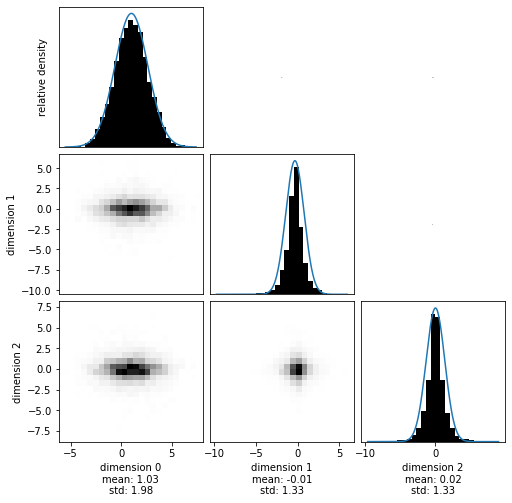 relative density
dimension 1
5.0
2.5
0.0
−2.5
−5.0
−7.5
−10.0
dimension 2
7.5
5.0
2.5
0.0
−2.5
−5.0
−7.5
−5 0 5
−10 −5 0 5
−10 0
dimension 0
mean: 1.03
std: 1.98
dimension 1
mean: -0.01
std: 1.33
dimension 2
mean: 0.02
std: 1.33